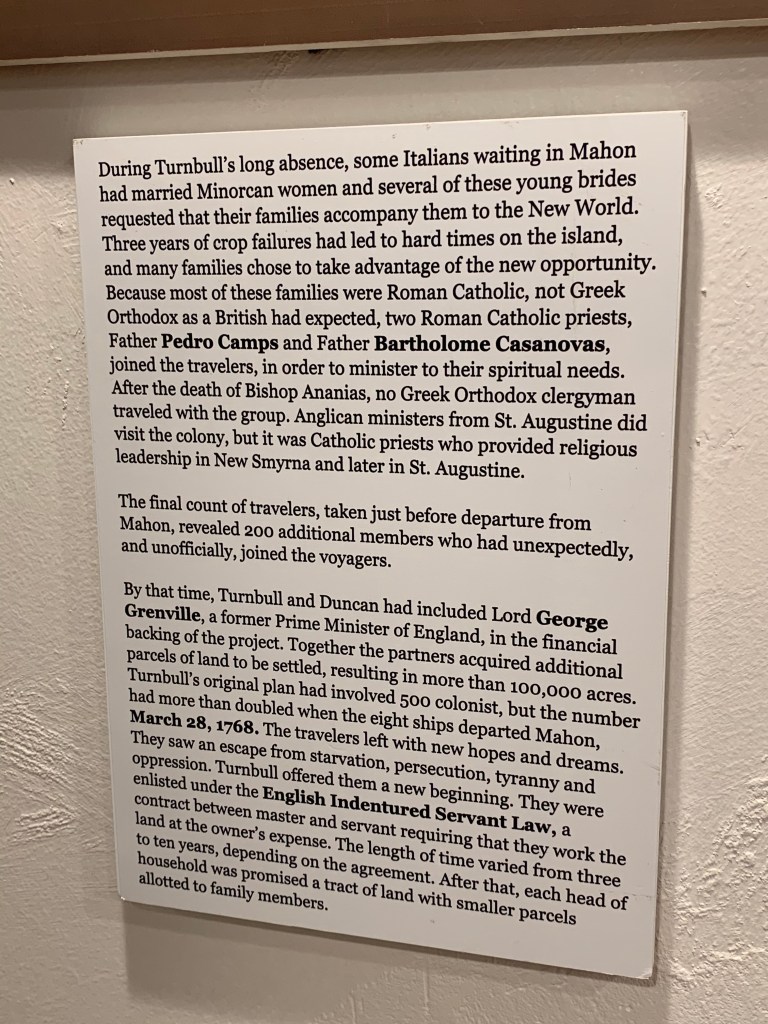 During Turnbull's long absence, some Italians waiting in Mahon
had married Minorcan women and several of these young brides
requested that their families accompany them to the New World.
Three years of crop failures had led to hard times on the island,
and many families chose to take advantage of the new opportunity.
Because most of these families were Roman Catholic, not Greek
Orthodox as a British had expected, two Roman Catholic priests,
Father Pedro Camps and Father Bartholome Casanovas,
joined the travelers, in order to minister to their spiritual needs.
After the death of Bishop Ananias, no Greek Orthodox clergyman
traveled with the group. Anglican ministers from St. Augustine did
visit the colony, but it was Catholic priests who provided religious
leadership in New Smyrna and later in St. Augustine.
The final count of travelers, taken just before departure from
Mahon, revealed 200 additional members who had unexpectedly,
and unofficially, joined the voyagers.
By that time, Turnbull and Duncan had included Lord George
Grenville, a former Prime Minister of England, in the financial
backing of the project. Together the partners acquired additional
parcels of land to be settled, resulting in more than 100,000 acres.
Turnbull's original plan had involved 500 colonist, but the number
had more than doubled when the eight ships departed Mahon,
March 28, 1768. The travelers left with new hopes and dreams.
They saw an escape from starvation, persecution, tyranny and
oppression. Turnbull offered them a new beginning. They were
enlisted under the English Indentured Servant Law, a
contract between master and servant requiring that they work the
land at the owner's expense. The length of time varied from three
to ten years, depending on the agreement. After that, each head of
household was promised a tract of land with smaller parcels
allotted to family members.